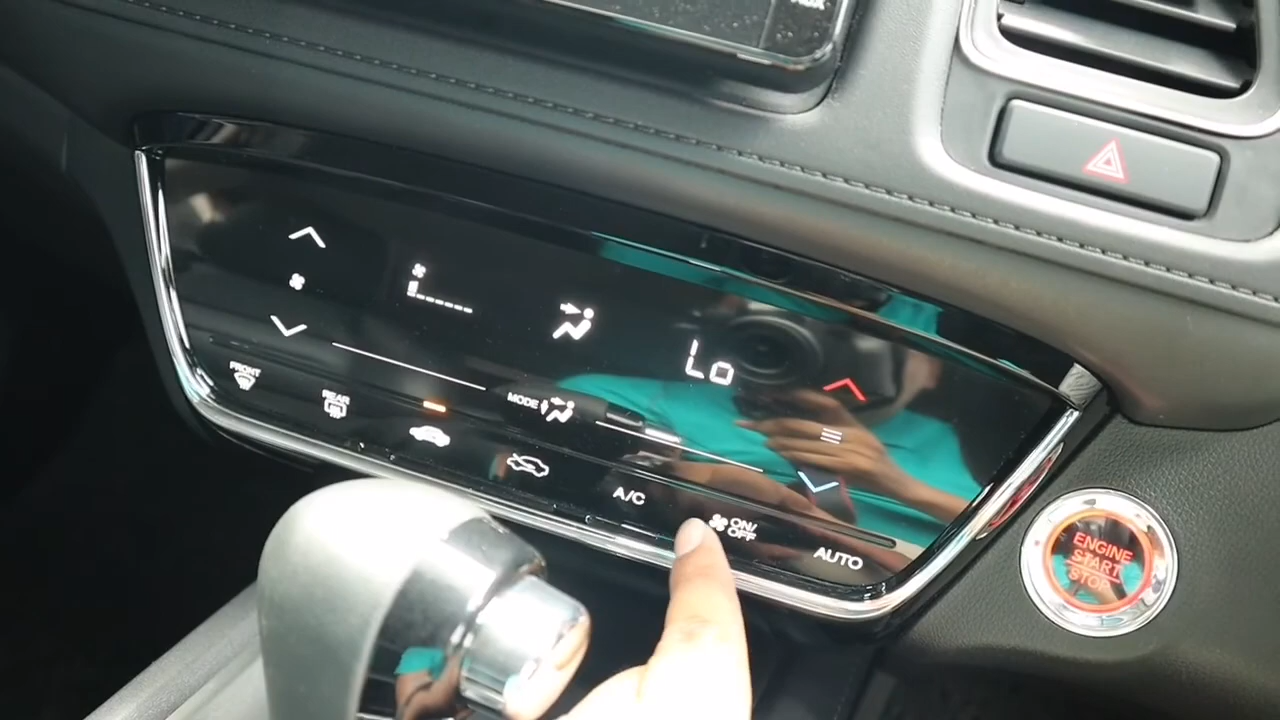 Lo
FRONT
REAR
MODE
A/C
ON/
OFF
AUTO
ENGINE
START
STOP